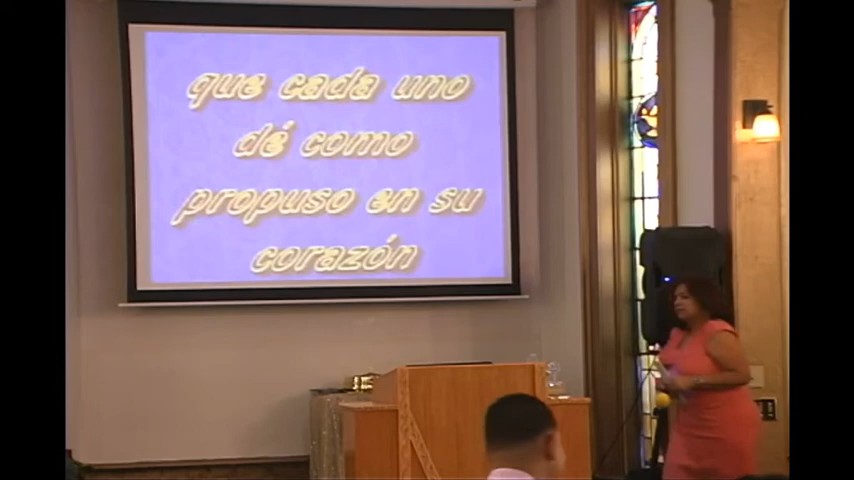 que cada uno
dé como
propuso en su
corazón